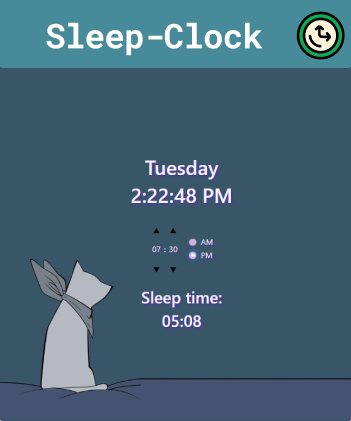 Sleep-Clock
Tuesday
2:22:48 PM
07 : 30
AM
PM
Sleep time:
05:08